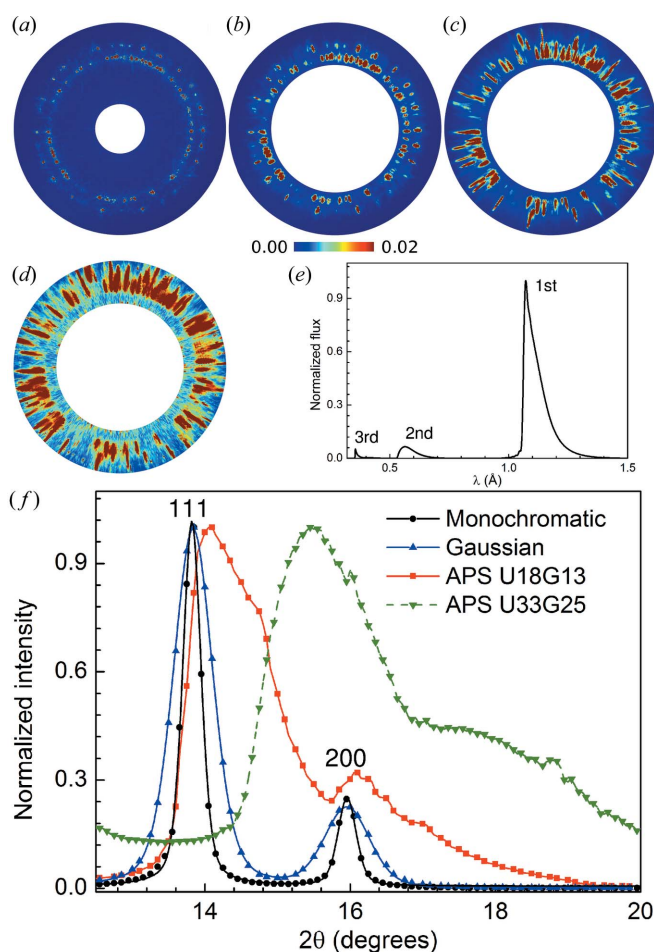 (a)
(b)
(c)
0.00 0.02
(d)
(e)
Normalized flux
0.9
0.6
0.3
0.0
1st
2nd
3rd
0.5 1.0 1.5
λ (Å)
(f)
111
200
Monochromatic
Gaussian
APS U18G13
APS U33G25
Normalized intensity
0.9
0.6
0.3
0.0
14 16 18 20
2θ (degrees)